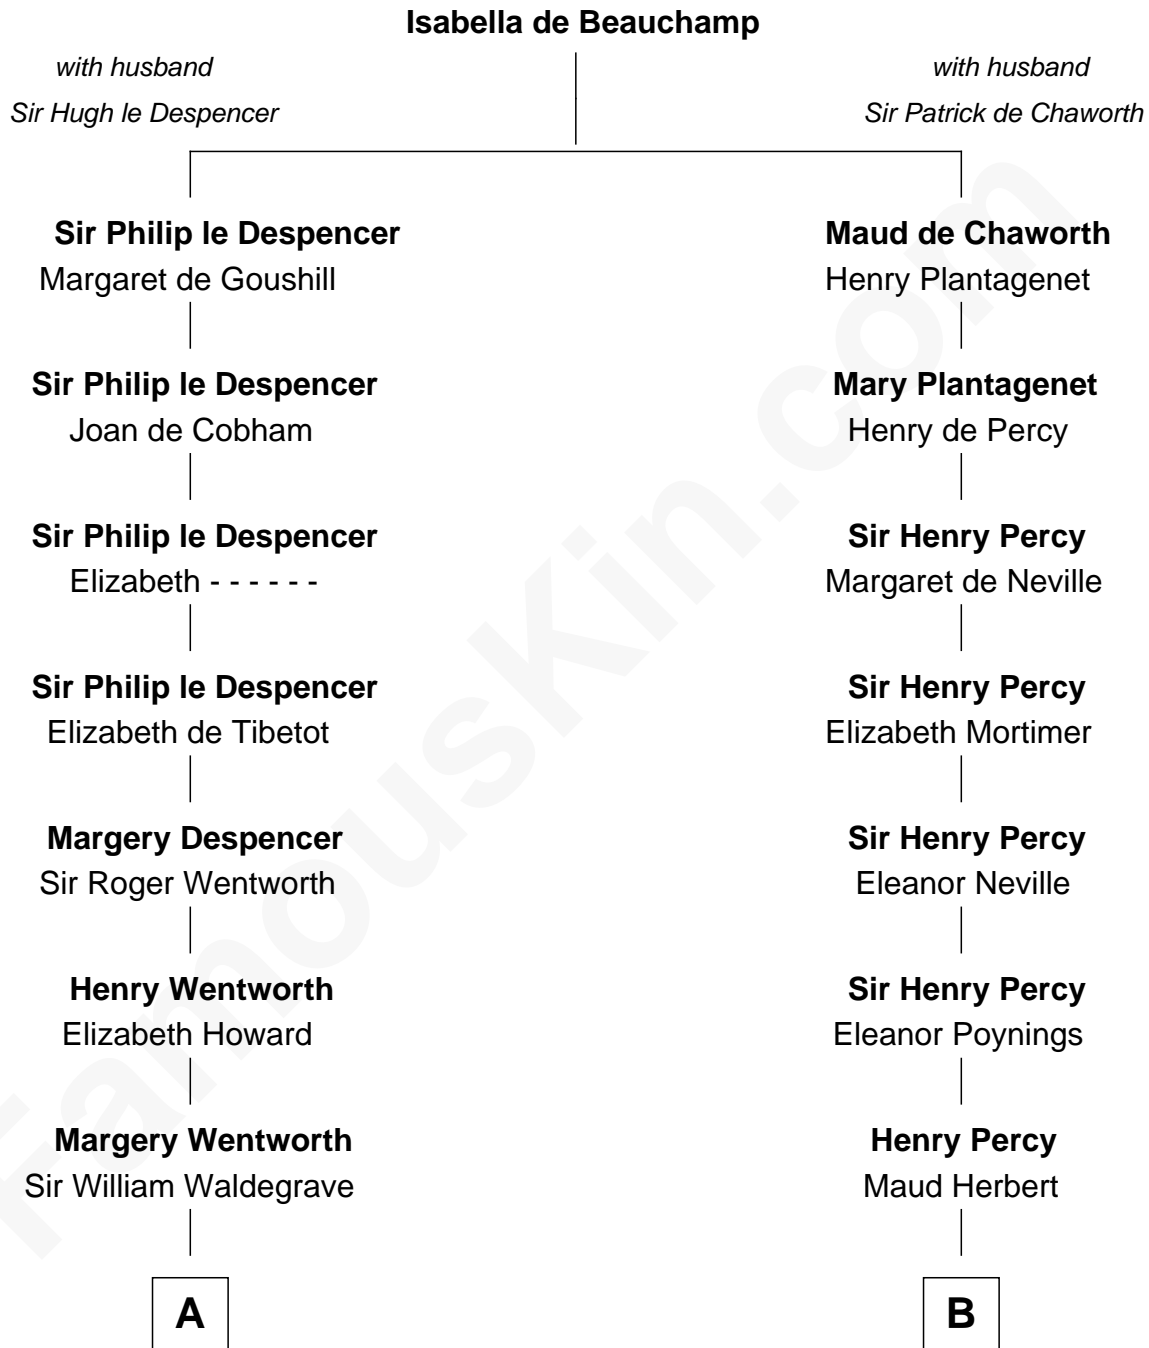 Isabella de Beauchamp
with husband
Sir Hugh le Despencer
with husband
Sir Patrick de Chaworth
Sir Philip le Despencer
Margaret de Goushill
Maud de Chaworth
Henry Plantagenet
Sir Philip le Despencer
Joan de Cobham
Mary Plantagenet
Henry de Percy
Sir Philip le Despencer
Elizabeth - - - - - -
Sir Henry Percy
Margaret de Neville
Sir Philip le Despencer
Elizabeth de Tibetot
Sir Henry Percy
Elizabeth Mortimer
Margery Despencer
Sir Roger Wentworth
Sir Henry Percy
Eleanor Neville
Henry Wentworth
Elizabeth Howard
Sir Henry Percy
Eleanor Poynings
Margery Wentworth
Sir William Waldegrave
Henry Percy
Maud Herbert
A
B
FamousKin.com